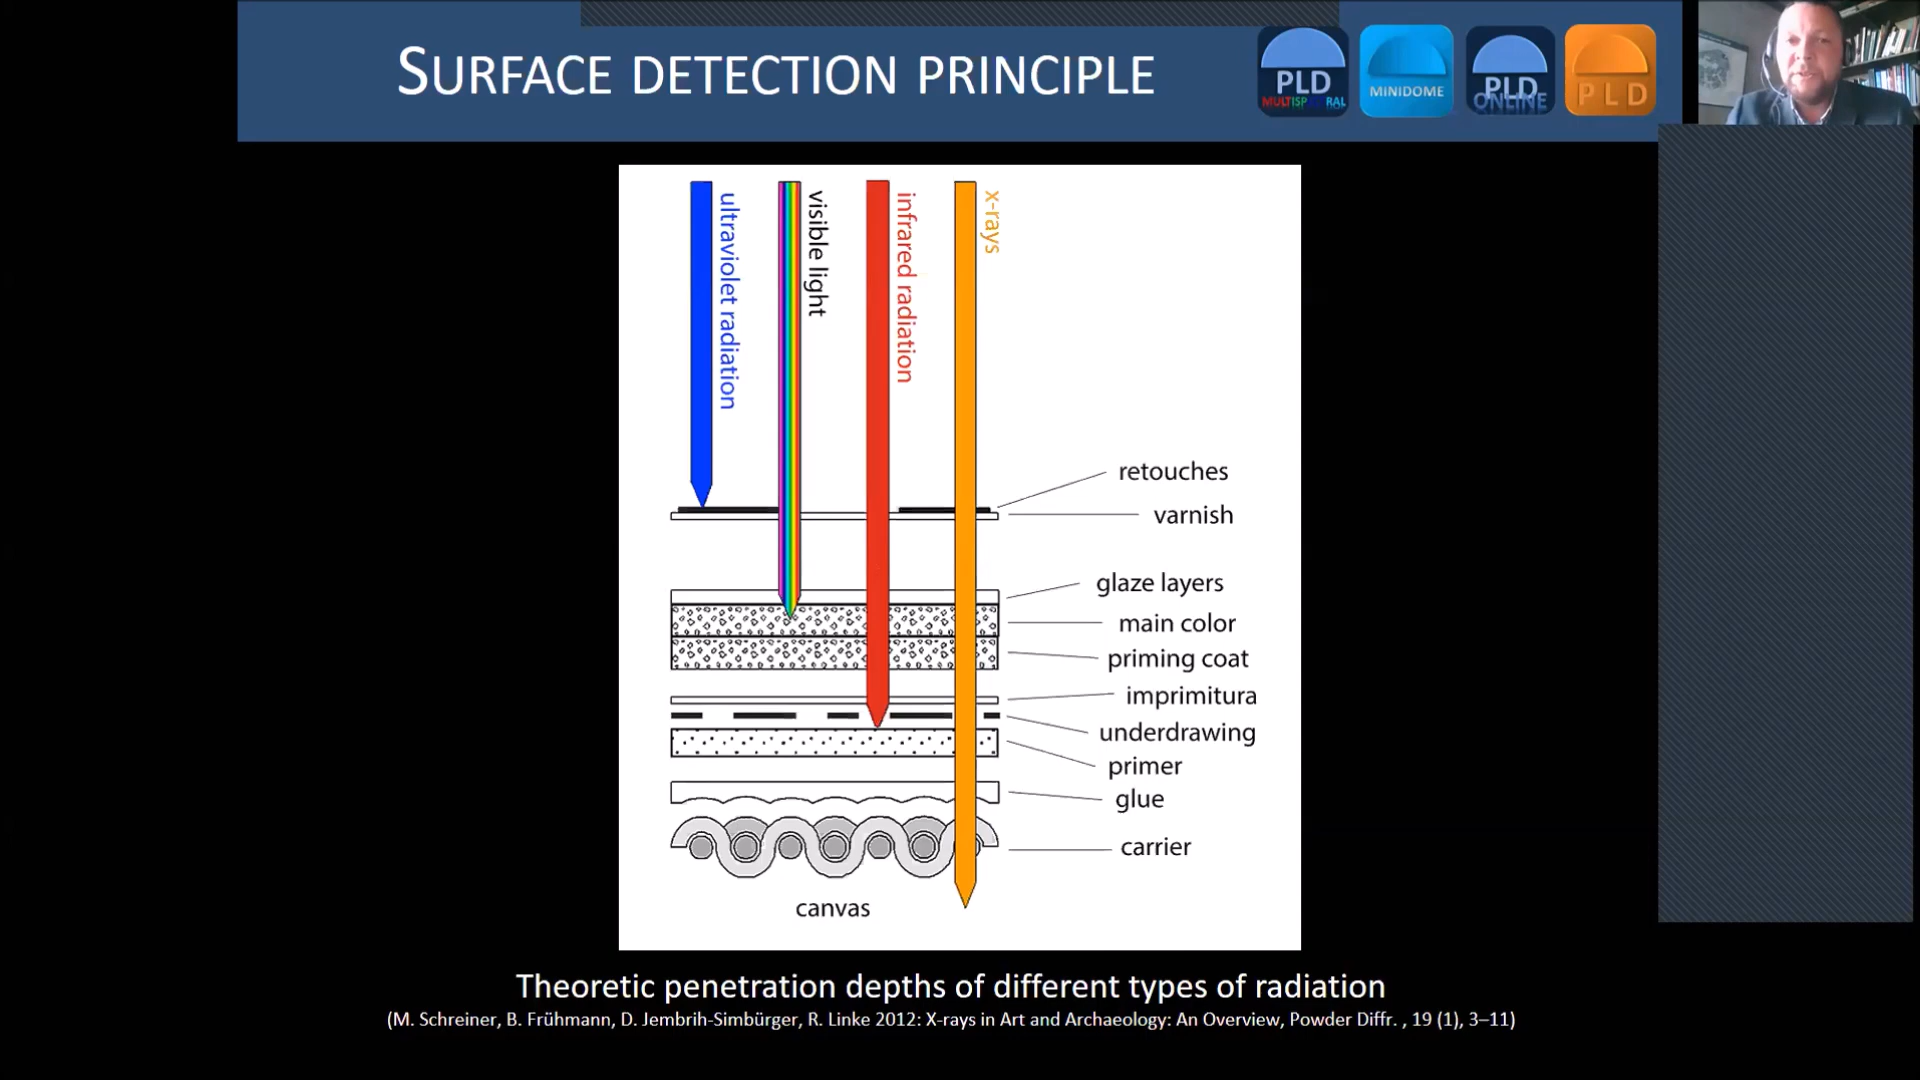 SURFACE DETECTION PRINCIPLE
PLD
MULTISPECTRAL
MINIDOME
PLD
ONLINE
PLD
ultraviolet radiation
visible light
infrared radiation
x-rays
retouches
varnish
glaze layers
main color
priming coat
imprimitura
underdrawing
primer
glue
carrier
canvas
Theoretic penetration depths of different types of radiation
(M. Schreiner, B. Frühmann, D. Jembrih-Simbürger, R. Linke 2012: X-rays in Art and Archaeology: An Overview, Powder Diffr. , 19 (1), 3–11)